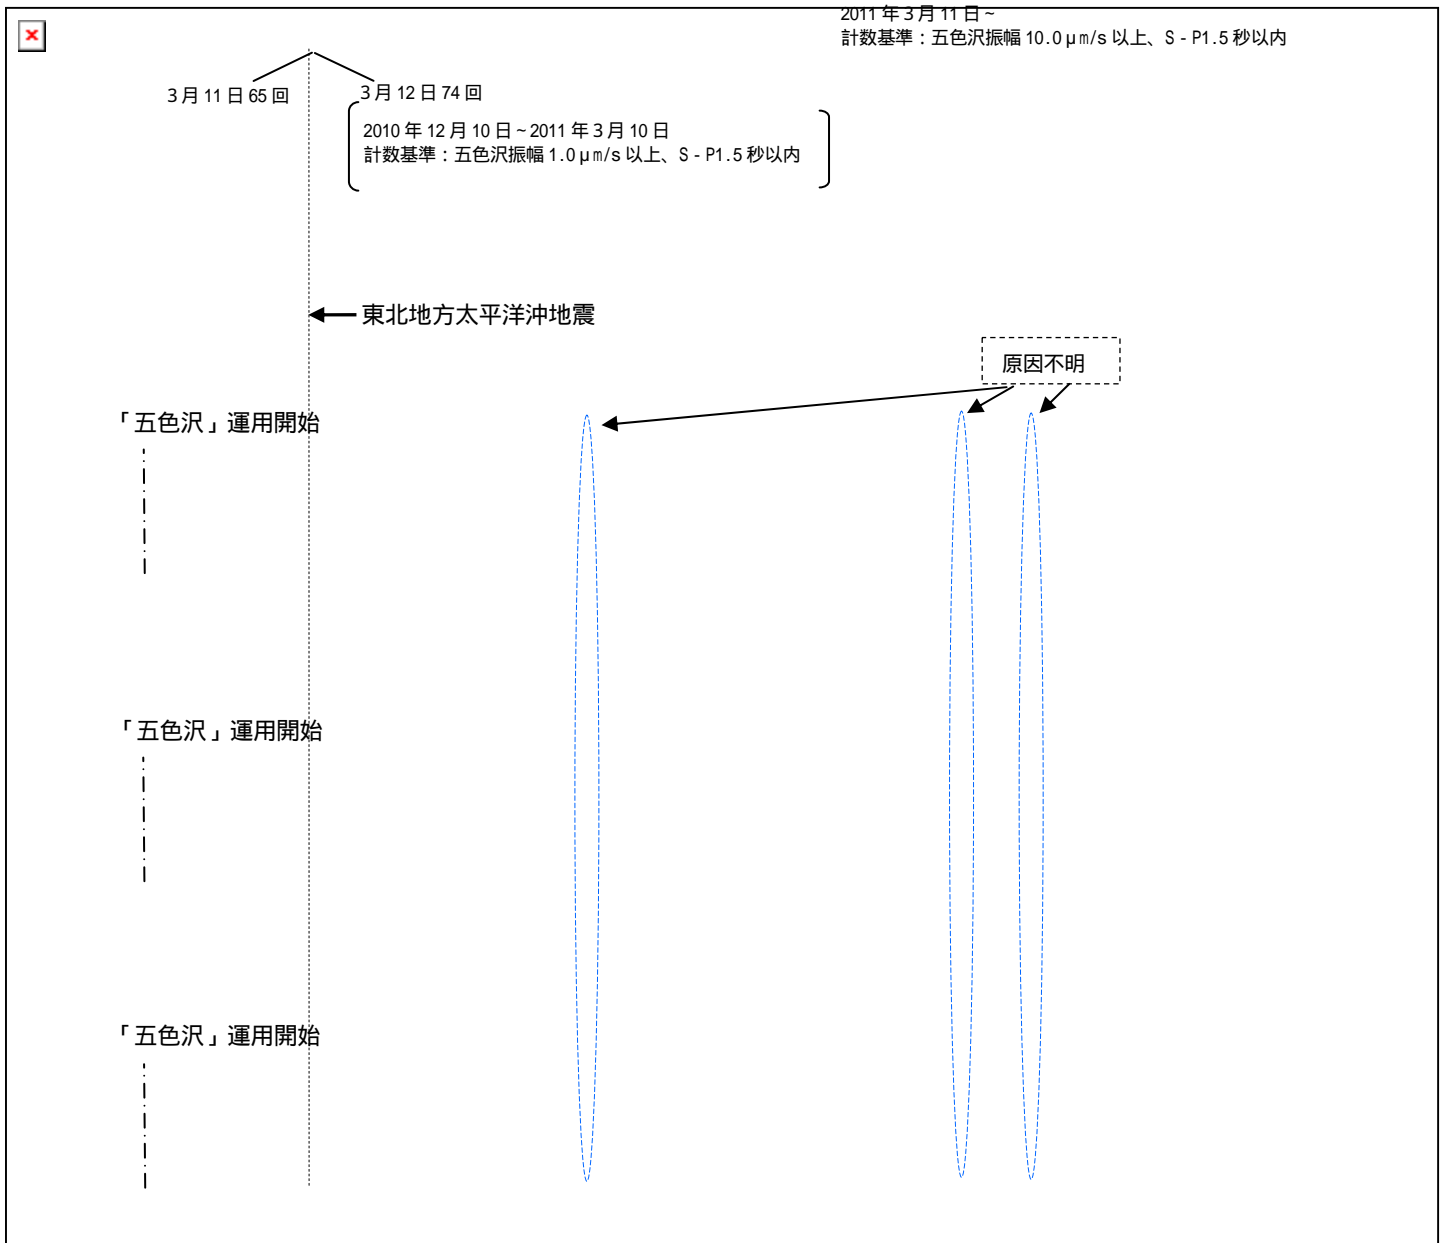 2011 年 3 月 11 日 ~
計数基準：五色沢振幅 10.0 μm/s 以上、S - P1.5 秒以内
3 月 11 日 65 回
3 月 12 日 74 回
2010 年 12 月 10 日 ~ 2011 年 3 月 10 日
計数基準：五色沢振幅 1.0 μm/s 以上、S - P1.5 秒以内
東北地方太平洋沖地震
原因不明
「五色沢」運用開始
「五色沢」運用開始
「五色沢」運用開始